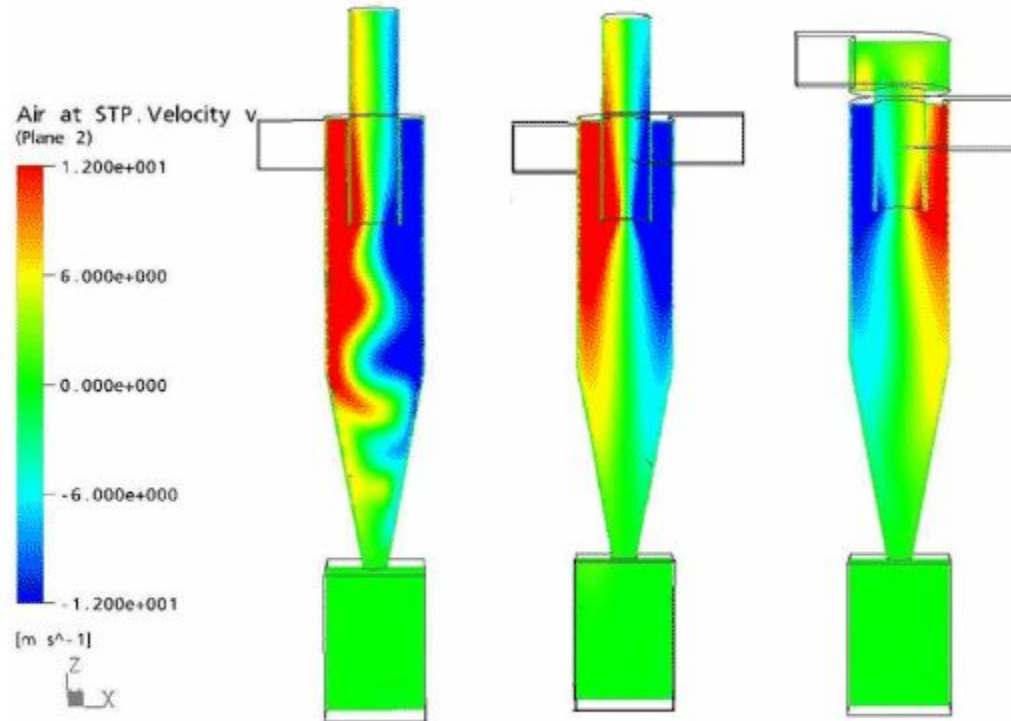 Air at STP.Velocity v
(Plane 2)
1.200e+001
6.000e+000
0.000e+000
-6.000e+000
-1.200e+001
[m s^-1]
Z
X